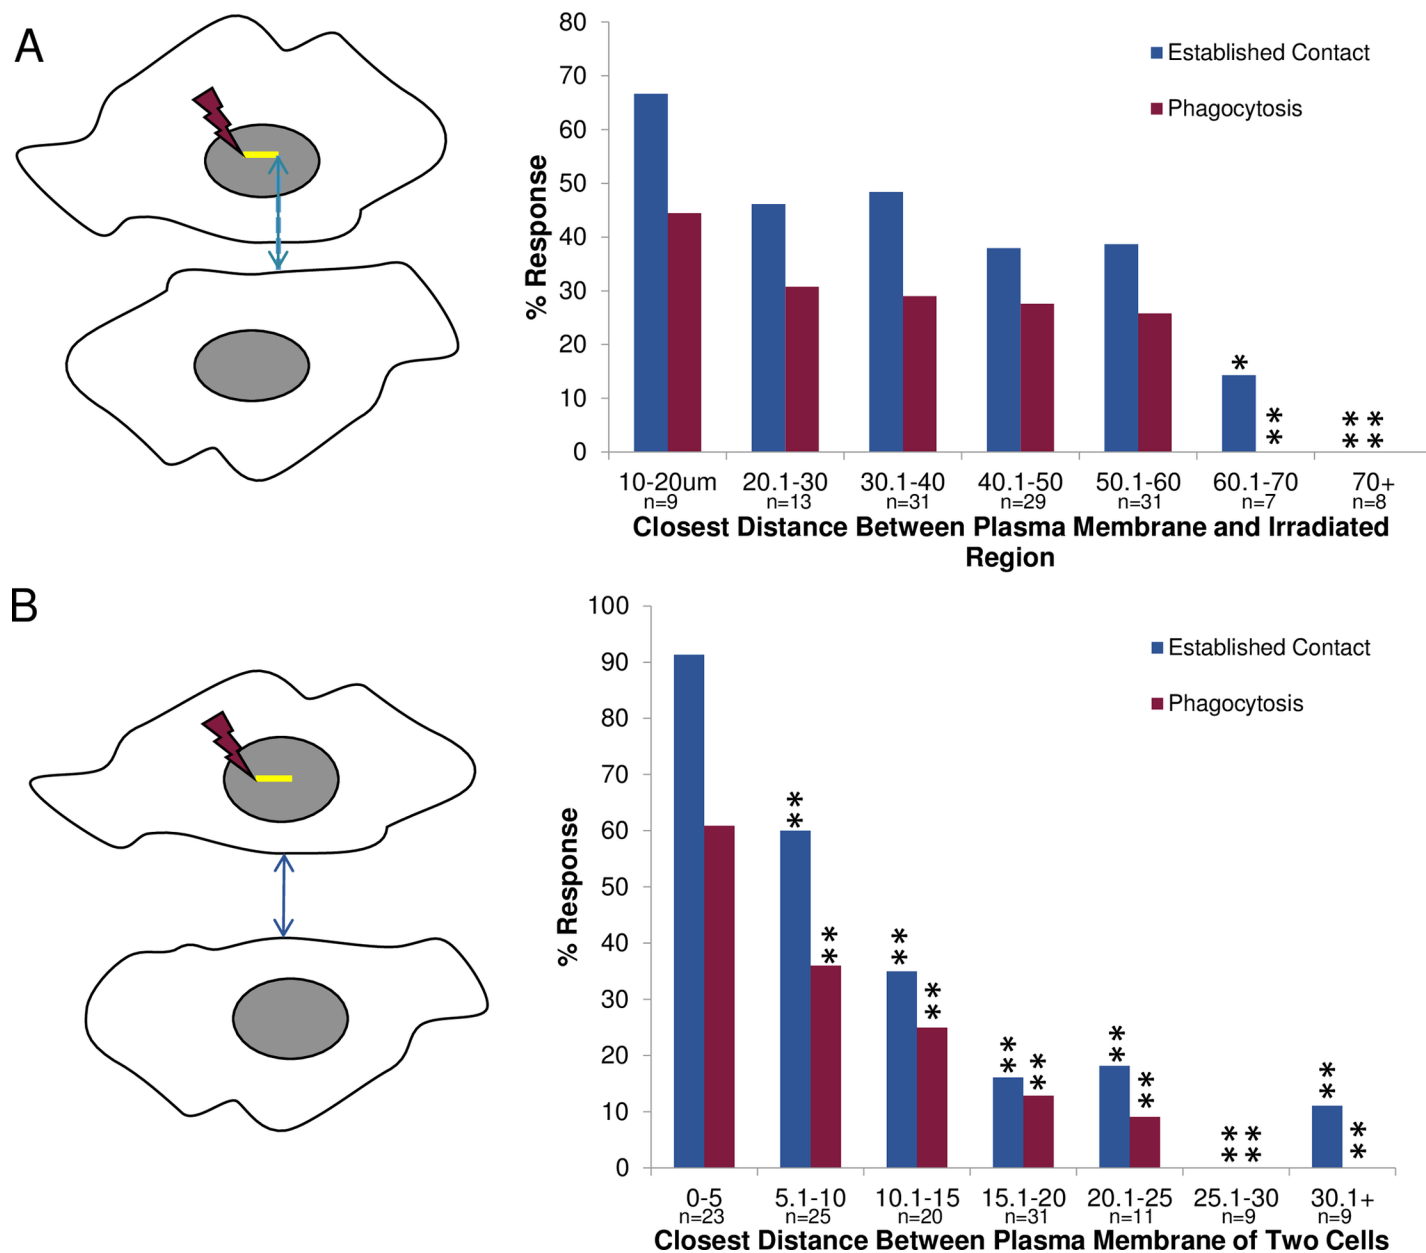 A
80
70
60
50
40
30
20
10
0
% Response
Established Contact
Phagocytosis
*
**
** **
10-20um 20.1-30 30.1-40 40.1-50 50.1-60 60.1-70 70+
n=9 n=13 n=31 n=29 n=31 n=7 n=8
Closest Distance Between Plasma Membrane and Irradiated
Region
B
100
90
80
70
60
50
40
30
20
10
0
% Response
Established Contact
Phagocytosis
**
**
**
**
**
**
**
**
** **
**
**
0-5 5.1-10 10.1-15 15.1-20 20.1-25 25.1-30 30.1+
n=23 n=25 n=20 n=31 n=11 n=9 n=9
Closest Distance Between Plasma Membrane of Two Cells